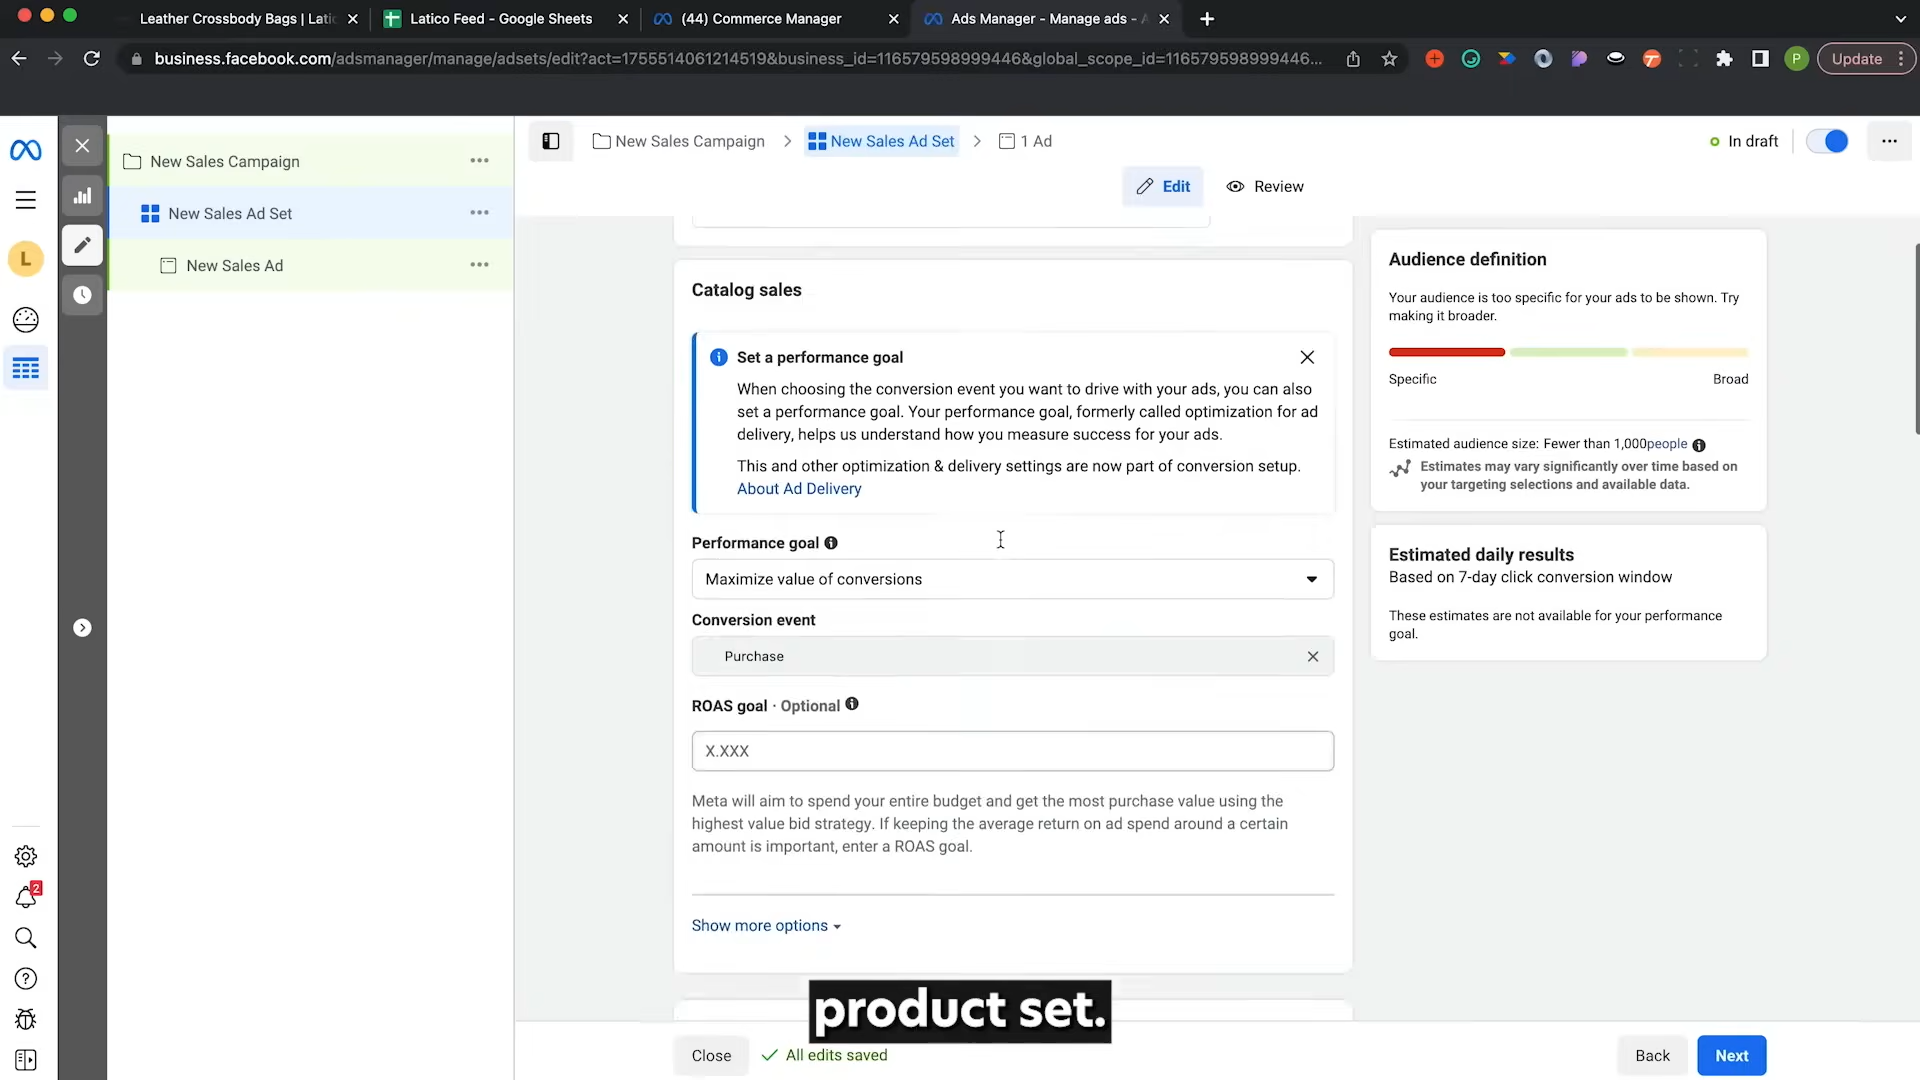 Leather Crossbody Bags | Latic
Latico Feed - Google Sheets
(44) Commerce Manager
Ads Manager - Manage ads - A
business.facebook.com/adsmanager/manage/adsets/edit?act=1755514061214519&business_id=116579598999446&global_scope_id=116579598999446...
P
Update
New Sales Campaign
New Sales Ad Set
New Sales Ad
L
2
New Sales Campaign
New Sales Ad Set
1 Ad
In draft
Edit
Review
Catalog sales
Set a performance goal
When choosing the conversion event you want to drive with your ads, you can also
set a performance goal. Your performance goal, formerly called optimization for ad
delivery, helps us understand how you measure success for your ads.
This and other optimization & delivery settings are now part of conversion setup.
About Ad Delivery
Performance goal
Maximize value of conversions
Conversion event
Purchase
ROAS goal · Optional
X.XXX
Meta will aim to spend your entire budget and get the most purchase value using the
highest value bid strategy. If keeping the average return on ad spend around a certain
amount is important, enter a ROAS goal.
Show more options
Audience definition
Your audience is too specific for your ads to be shown. Try
making it broader.
Specific
Broad
Estimated audience size: Fewer than 1,000people
Estimates may vary significantly over time based on
your targeting selections and available data.
Estimated daily results
Based on 7-day click conversion window
These estimates are not available for your performance
goal.
product set.
Close
All edits saved
Back
Next